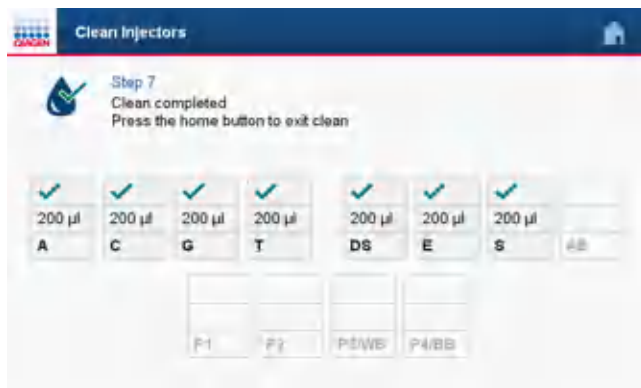 QIAGEN
Clean Injectors
Step 7
Clean completed
Press the home button to exit clean
200 µl 200 µl 200 µl 200 µl 200 µl 200 µl 200 µl
A C G T DS E S AB
P1 P2 P3/WB P4/BB